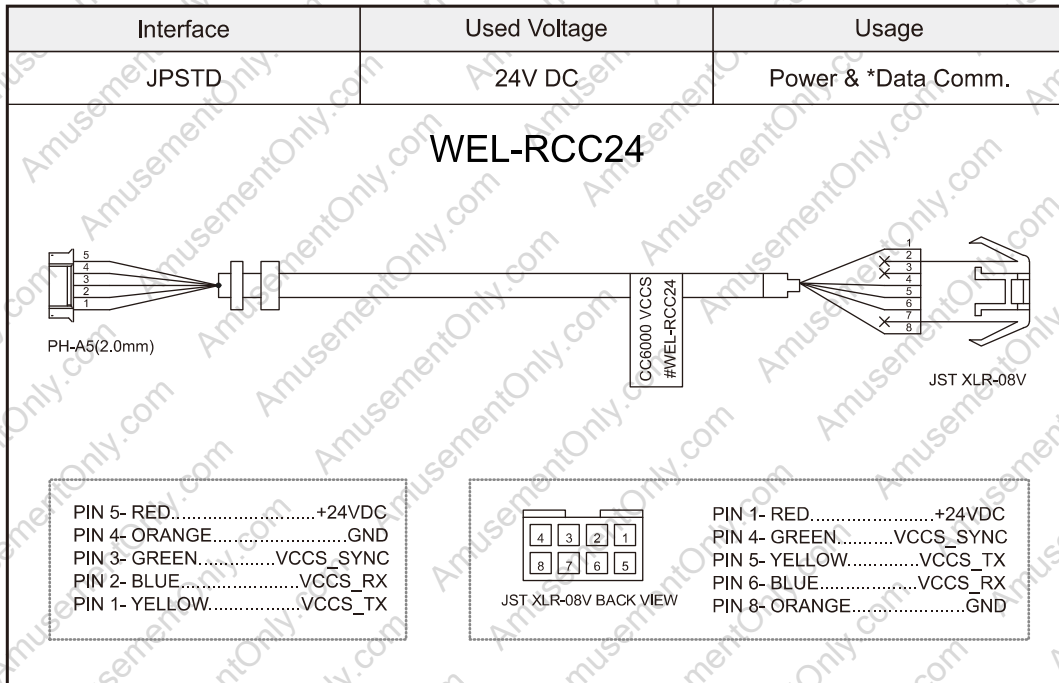 Interface Used Voltage Usage
JPSTD 24V DC Power & *Data Comm.
WEL-RCC24
5
4
3
2
1
PH-A5(2.0mm)
CC6000 VCCS
#WEL-RCC24
1
2
3
4
5
6
7
8
JST XLR-08V
PIN 5- RED........................+24VDC
PIN 4- ORANGE......................GND
PIN 3- GREEN............VCCS_SYNC
PIN 2- BLUE....................VCCS_RX
PIN 1- YELLOW...............VCCS_TX
4 3 2 1
8 7 6 5
JST XLR-08V BACK VIEW
PIN 1- RED.....................+24VDC
PIN 4- GREEN..........VCCS_SYNC
PIN 5- YELLOW............VCCS_TX
PIN 6- BLUE.................VCCS_RX
PIN 8- ORANGE...................GND
AmusementOnly.com